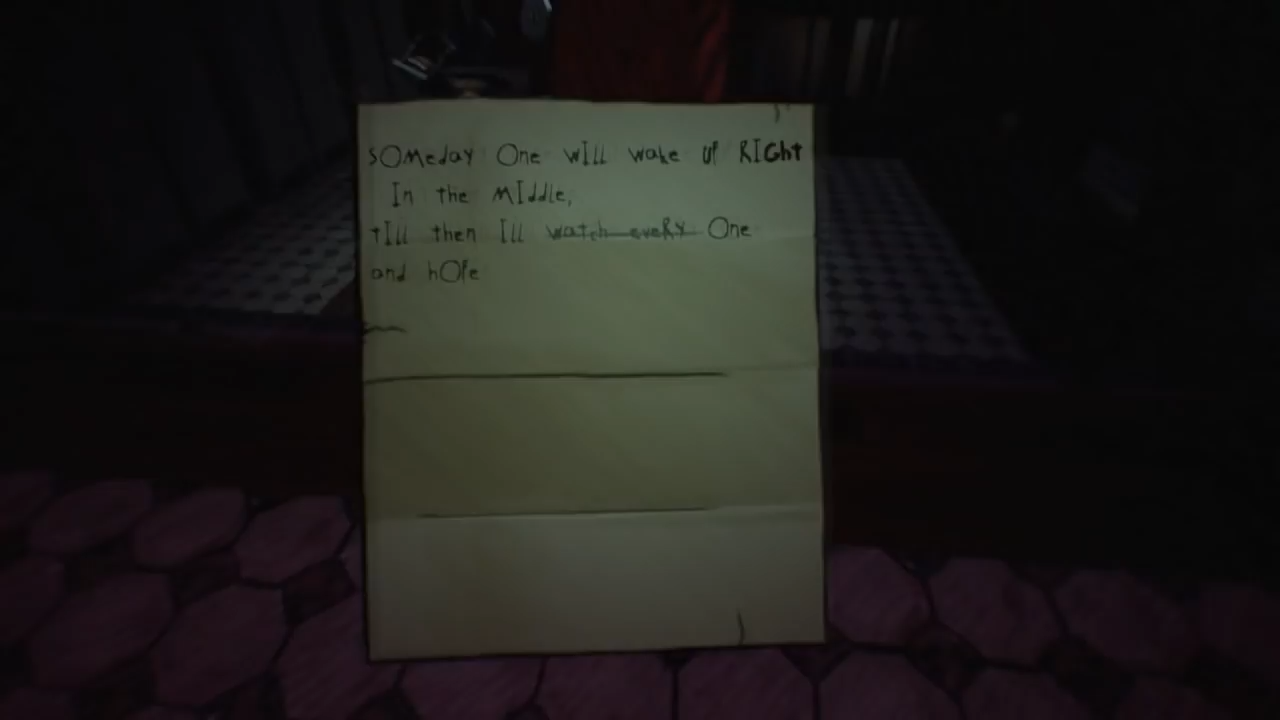 sOMeday One wIll wake uP RIGht
In the MIddle,
tIll then Ill watch eveRy One
and hOPe